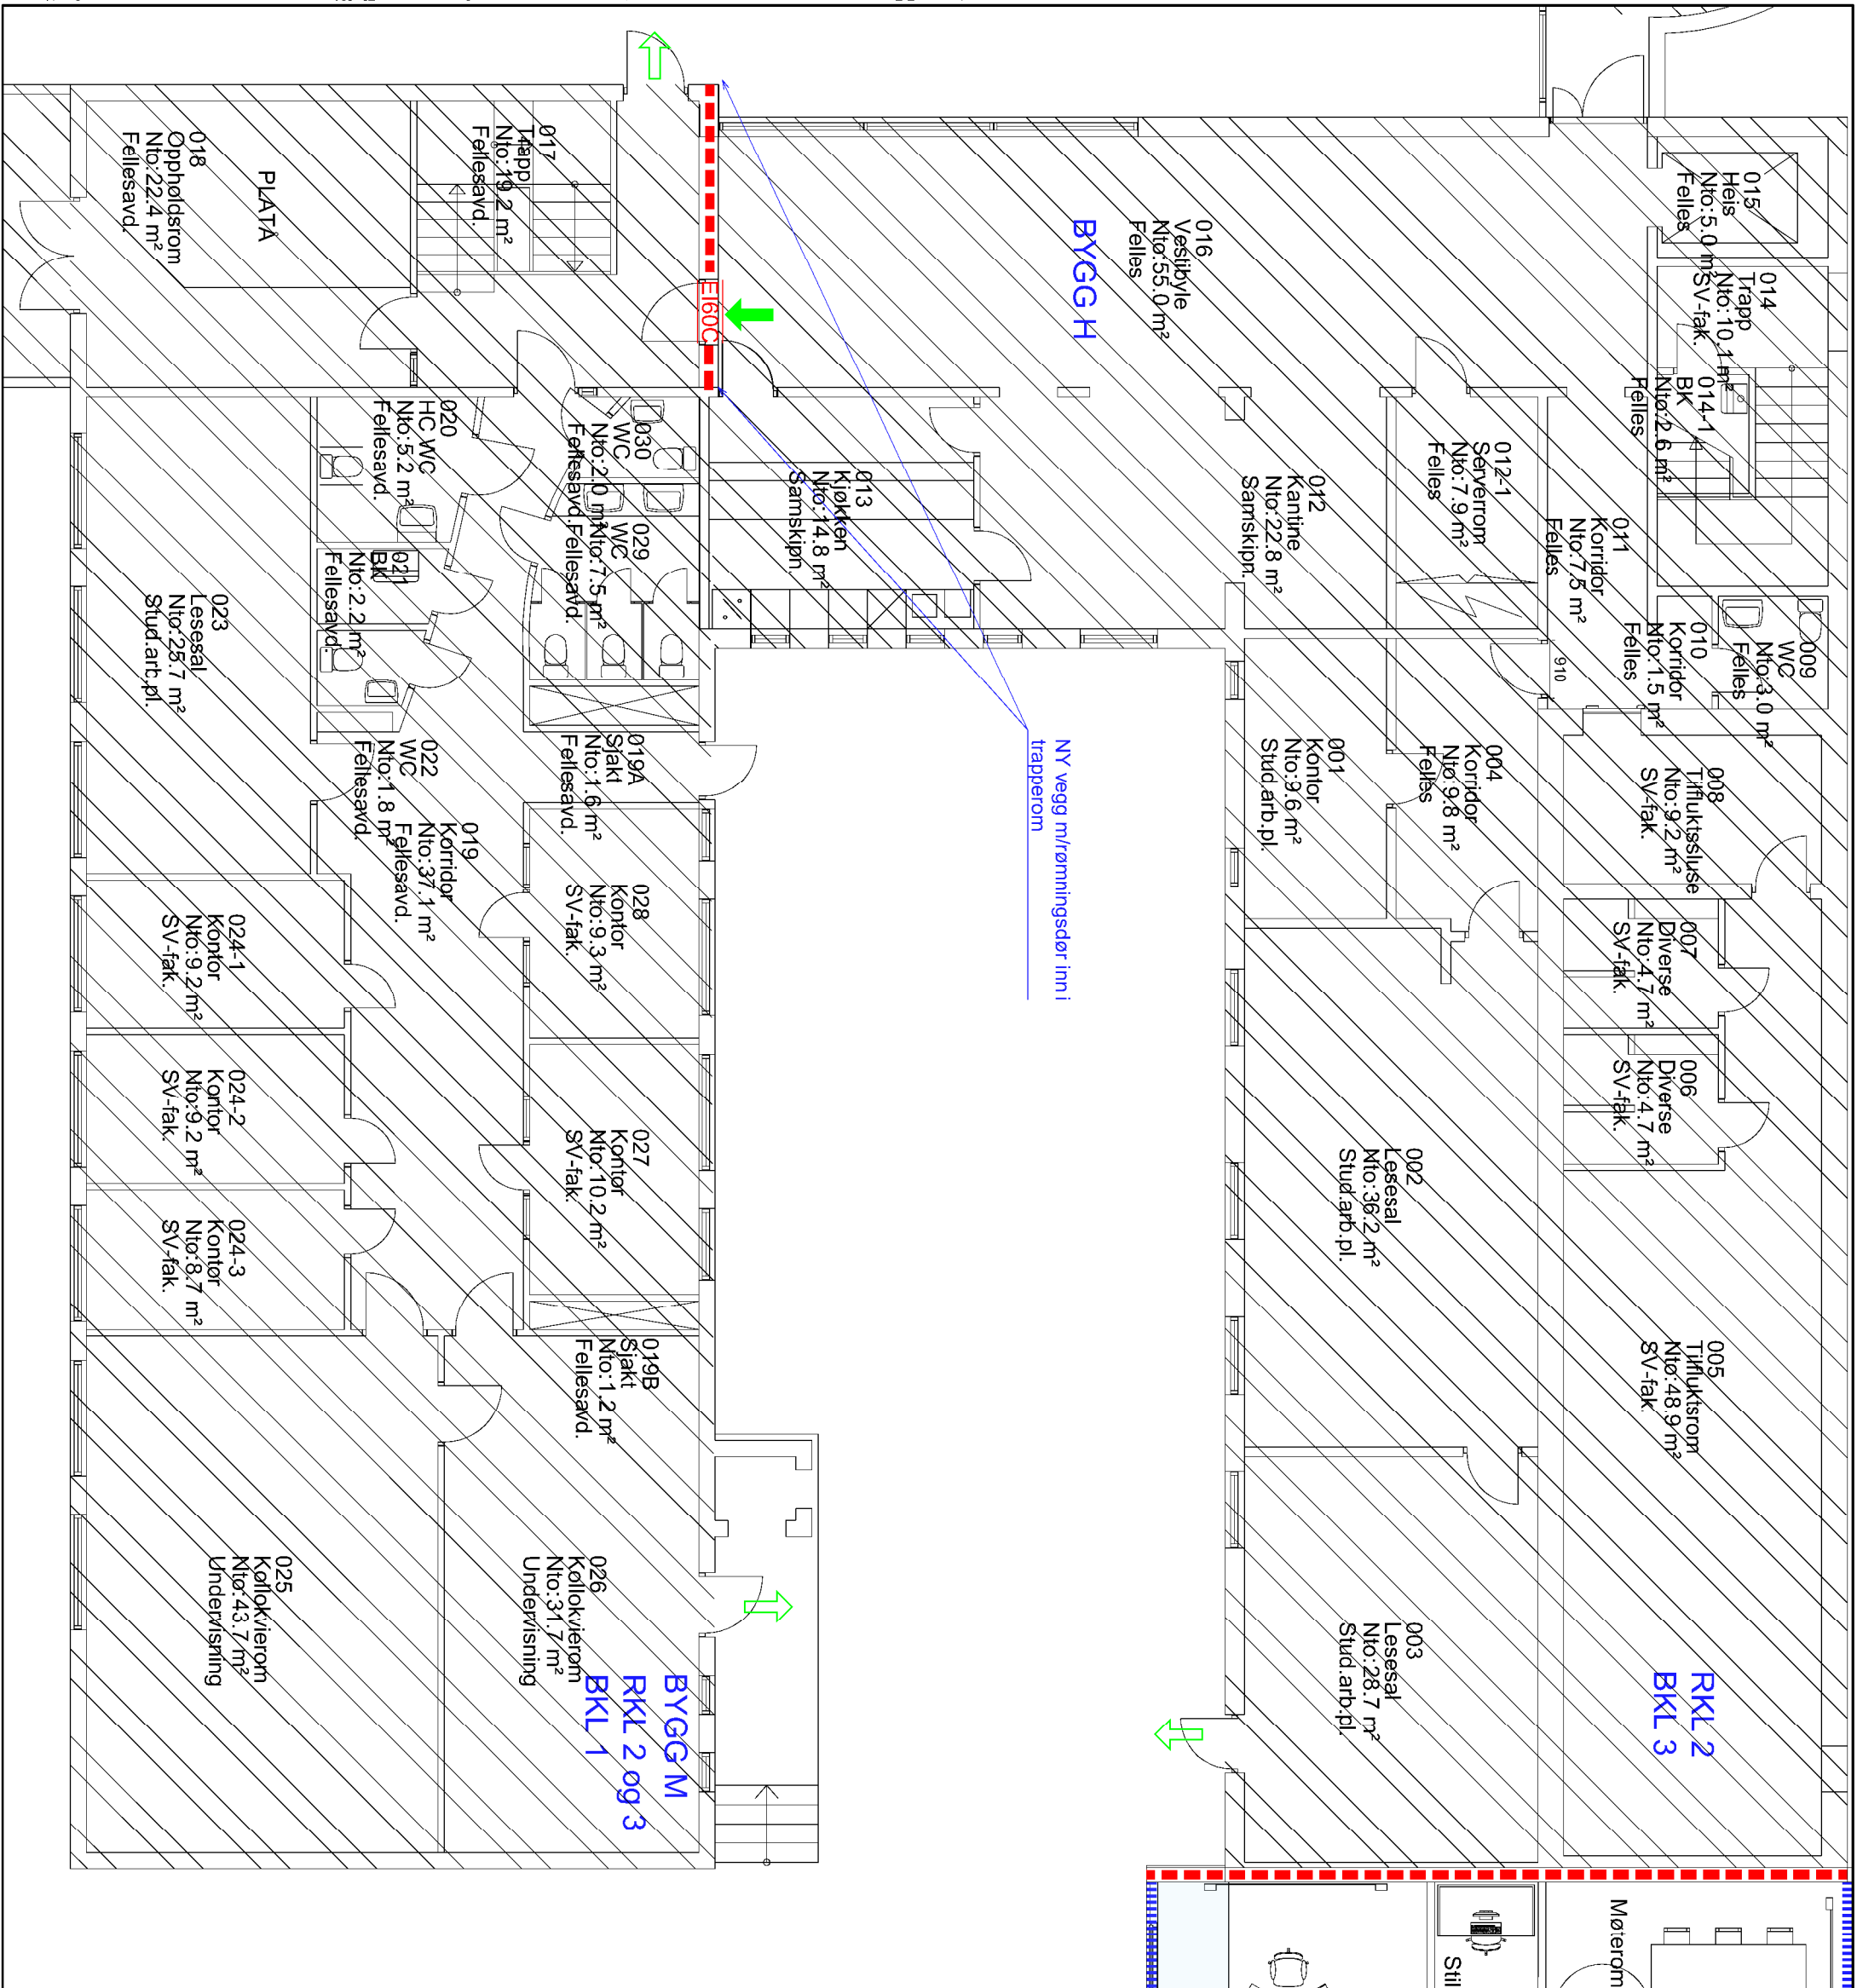 015
Heis
Nto:5.0 m²
Felles
014
Trapp
Nto:10.1 m²
SV-fak.
014-1
BK
Nto:2.6 m²
Felles
009
WC
Nto:3.0 m²
Felles
010
Korridor
Nto:1.5 m²
Felles
011
Korridor
Nto:7.5 m²
Felles
910
008
Tilfluktssluse
Nto:9.2 m²
SV-fak.
007
Diverse
Nto:4.7 m²
SV-fak.
006
Diverse
Nto:4.7 m²
SV-fak.
005
Tilfluktsrom
Nto:48.9 m²
SV-fak.
RKL 2
BKL 3
Møterom
012-1
Serverrom
Nto:7.9 m²
Felles
004
Korridor
Nto:9.8 m²
Felles
002
Lesesal
Nto:36.2 m²
Stud.arb.pl.
003
Lesesal
Nto:28.7 m²
Stud.arb.pl.
Stil
012
Kantine
Nto:22.8 m²
Samskipn.
001
Kontor
Nto:9.6 m²
Stud.arb.pl.
016
Vestibyle
Nto:55.0 m²
Felles
BYGG H
NY vegg m/rømningsdør inn i
trapperom
013
Kjøkken
Nto:14.8 m²
Samskipn.
EI60C
017
Trapp
Nto:19.2 m²
Fellesavd.
030
WC
Nto:2.0 m²
Fellesavd.
029
WC
Nto:7.5 m²
Fellesavd.
019A
Sjakt
Nto:1.6 m²
Fellesavd.
028
Kontor
Nto:9.3 m²
SV-fak.
027
Kontor
Nto:10.2 m²
SV-fak.
019B
Sjakt
Nto:1.2 m²
Fellesavd.
026
Kollokvierom
Nto:31.7 m²
Undervisning
BYGG M
RKL 2 og 3
BKL 1
020
HC WC
Nto:5.2 m²
Fellesavd.
021
BK
Nto:2.2 m²
Fellesavd.
022
WC
Nto:1.8 m²
Fellesavd.
019
Korridor
Nto:37.1 m²
Fellesavd.
PLATÅ
018
Oppholdsrom
Nto:22.4 m²
Fellesavd.
023
Lesesal
Nto:25.7 m²
Stud.arb.pl.
024-1
Kontor
Nto:9.2 m²
SV-fak.
024-2
Kontor
Nto:9.2 m²
SV-fak.
024-3
Kontor
Nto:8.7 m²
SV-fak.
025
Kollokvierom
Nto:43.7 m²
Undervisning